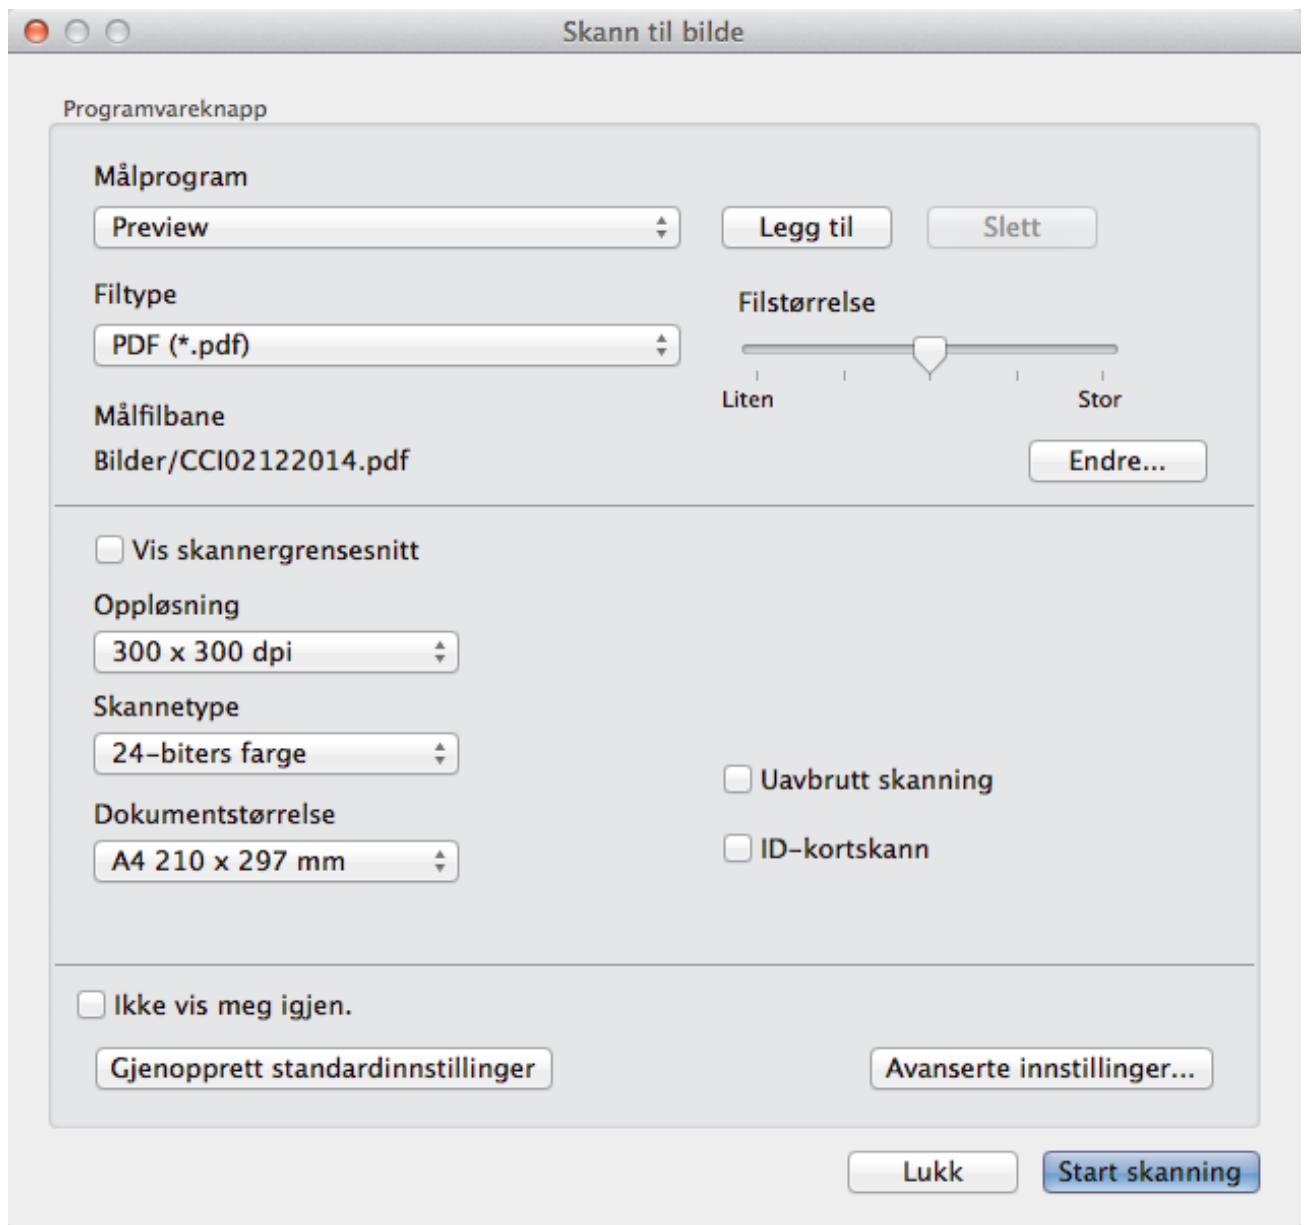 Skann til bilde
Programvareknapp
Målprogram
Preview
Legg til
Slett
Filtype
Filstørrelse
PDF (*.pdf)
Liten
Stor
Målfilbane
Bilder/CCI02122014.pdf
Endre...
Vis skannergrensesnitt
Oppløsning
300 x 300 dpi
Skannetype
24-biters farge
Uavbrutt skanning
Dokumentstørrelse
A4 210 x 297 mm
ID-kortskann
Ikke vis meg igjen.
Gjenopprett standardinnstillinger
Avanserte innstillinger...
Lukk
Start skanning